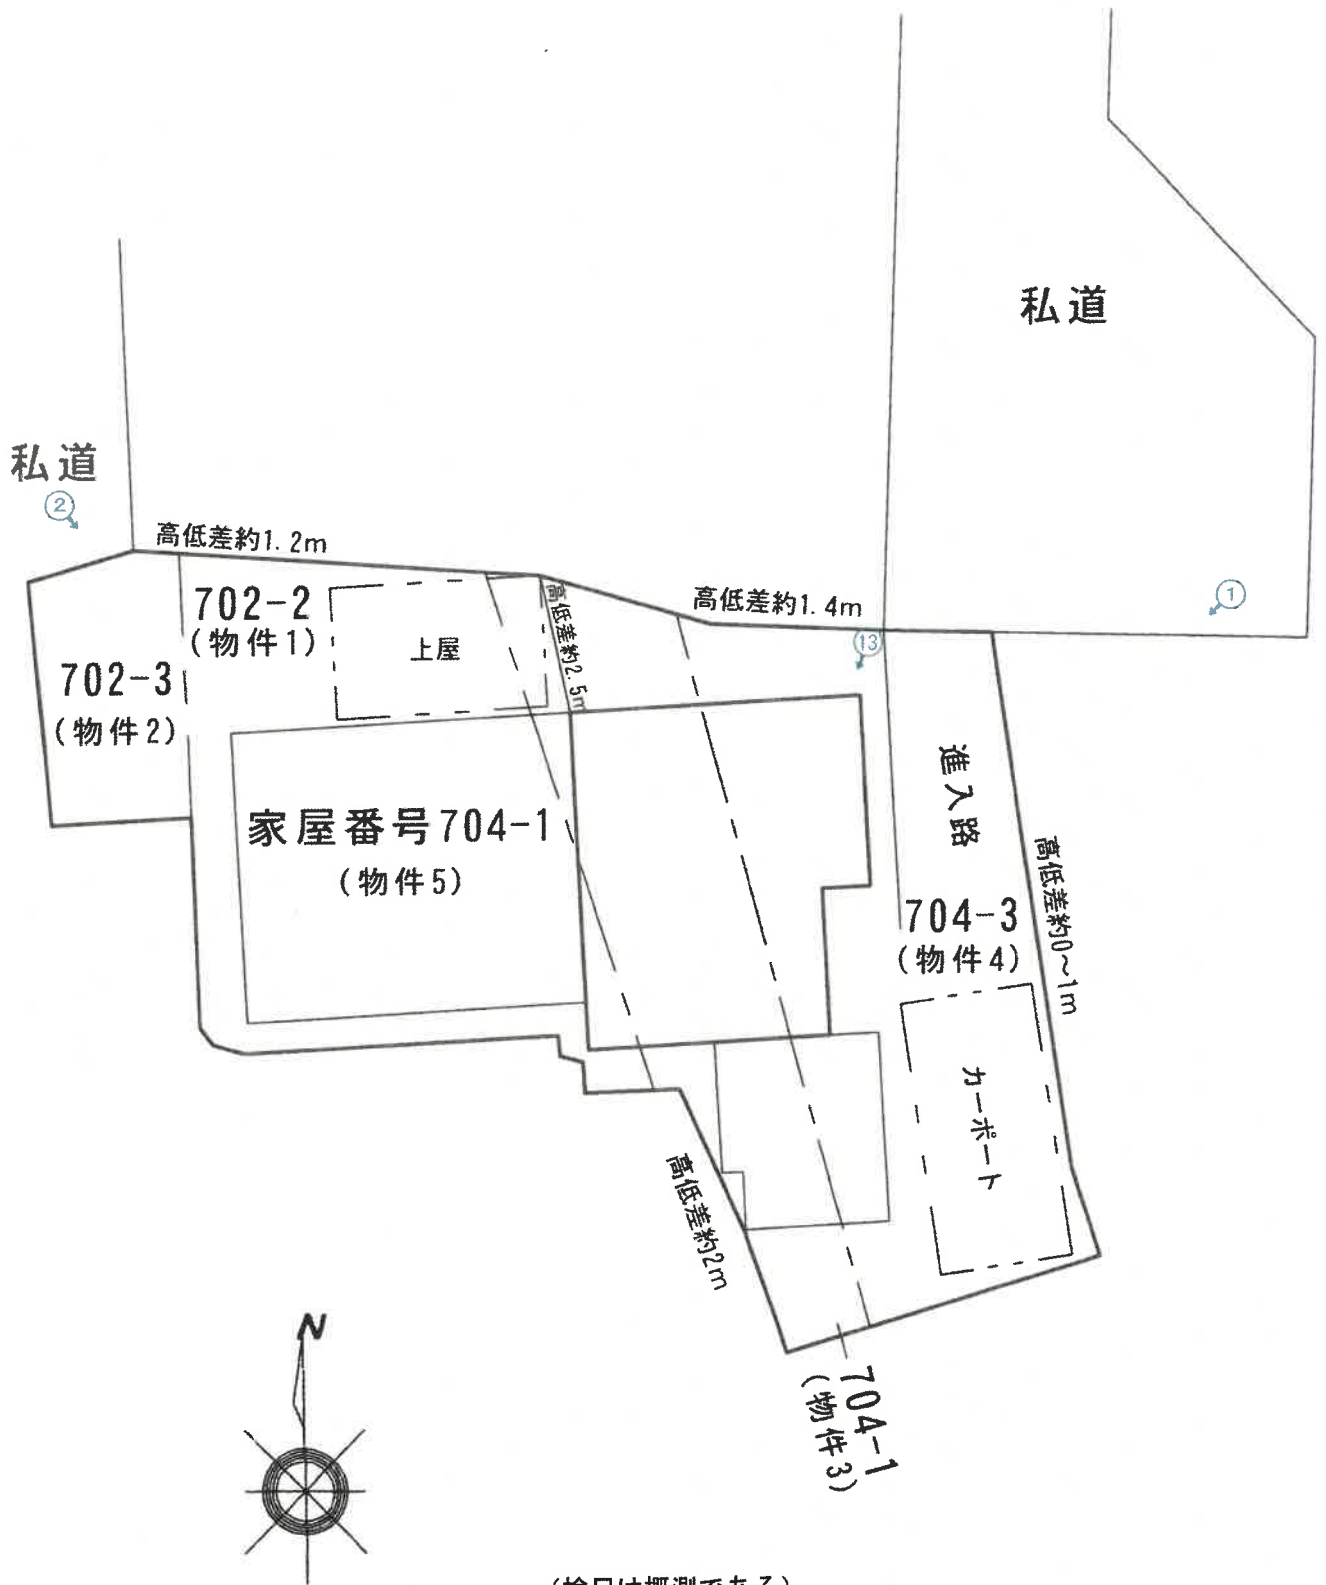 私道
私道
②
高低差約1.2m
①
702-2
(物件1)
高低差約1.4m
上屋
高低差約2.5m
⑬
702-3
(物件2)
進入路
家屋番号704-1
(物件5)
高低差約0～1m
704-3
(物件4)
カーポート
高低差約2m
N
704-1
(物件3)